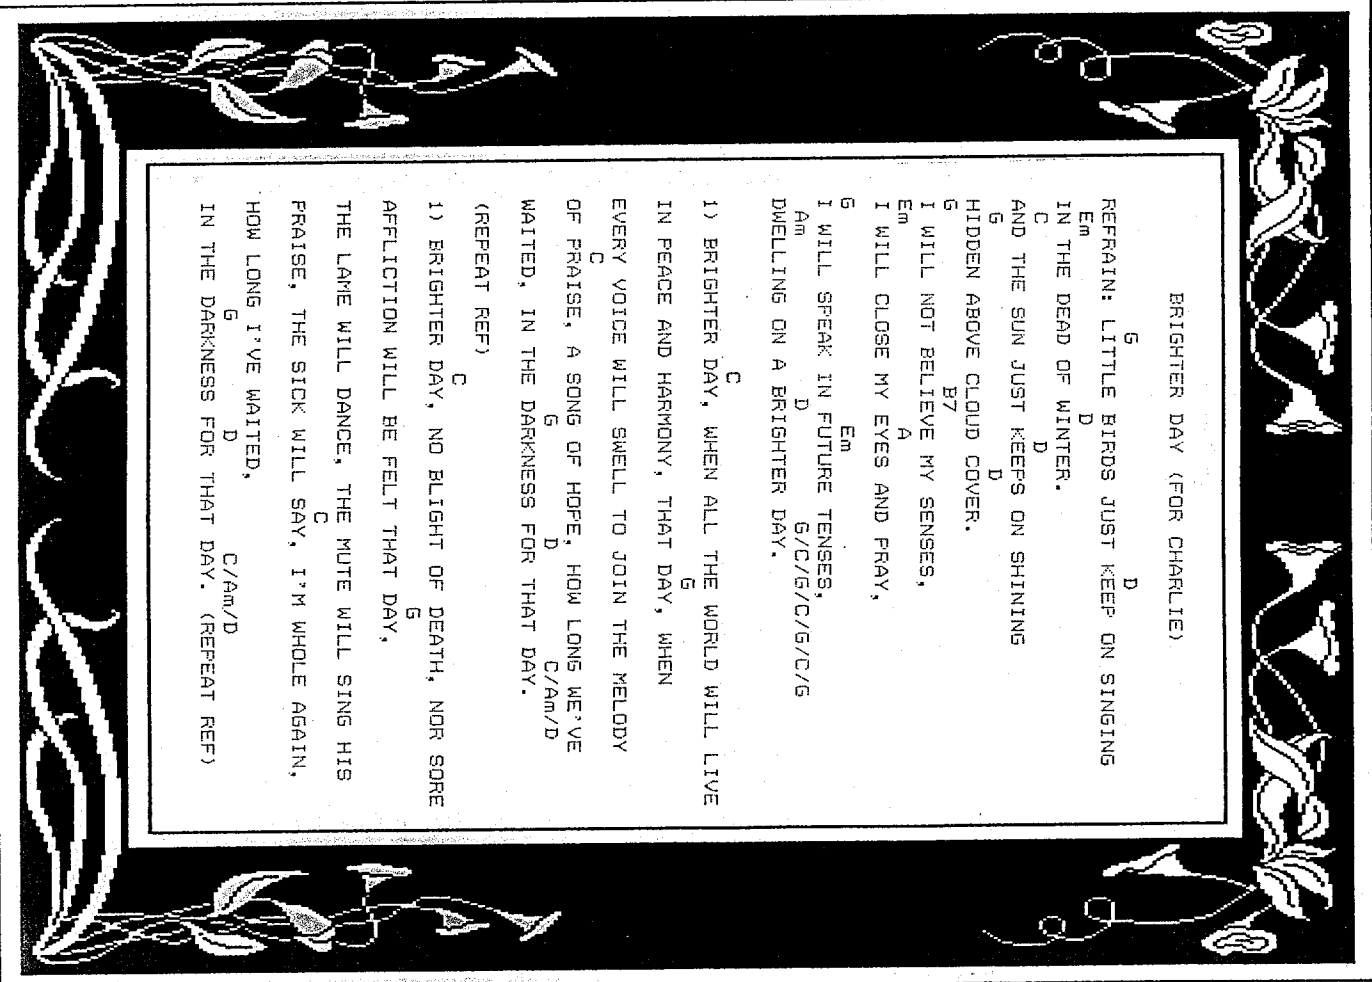 BRIGHTER DAY (FOR CHARLIE)
G D
REFRAIN: LITTLE BIRDS JUST KEEP ON SINGING
Em D
IN THE DEAD OF WINTER.
C D
AND THE SUN JUST KEEPS ON SHINING
G D
HIDDEN ABOVE CLOUD COVER.
G B7
I WILL NOT BELIEVE MY SENSES,
Em A
I WILL CLOSE MY EYES AND PRAY,
G Em
I WILL SPEAK IN FUTURE TENSES,
Am D G/C/G/C/G/C/G
DWELLING ON A BRIGHTER DAY.
C
1) BRIGHTER DAY, WHEN ALL THE WORLD WILL LIVE
G
IN PEACE AND HARMONY, THAT DAY, WHEN
EVERY VOICE WILL SWELL TO JOIN THE MELODY
C
OF PRAISE, A SONG OF HOPE, HOW LONG WE'VE
G D C/Am/D
WAITED, IN THE DARKNESS FOR THAT DAY.
(REPEAT REF)
C
1) BRIGHTER DAY, NO BLIGHT OF DEATH, NOR SORE
G
AFFLICTION WILL BE FELT THAT DAY,
THE LAME WILL DANCE, THE MUTE WILL SING HIS
C
PRAISE, THE SICK WILL SAY, I'M WHOLE AGAIN,
HOW LONG I'VE WAITED,
G D C/Am/D
IN THE DARKNESS FOR THAT DAY. (REPEAT REF)